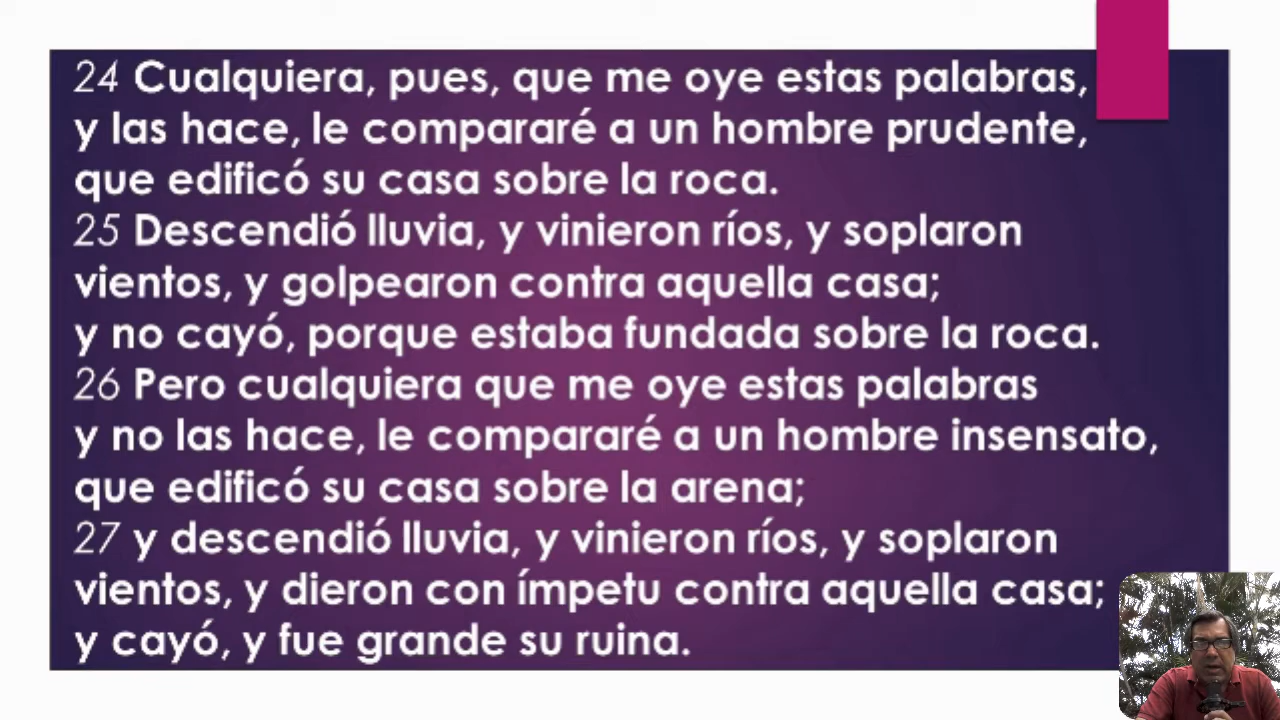 24 Cualquiera, pues, que me oye estas palabras,
y las hace, le compararé a un hombre prudente,
que edificó su casa sobre la roca.
25 Descendió lluvia, y vinieron ríos, y soplaron
vientos, y golpearon contra aquella casa;
y no cayó, porque estaba fundada sobre la roca.
26 Pero cualquiera que me oye estas palabras
y no las hace, le compararé a un hombre insensato,
que edificó su casa sobre la arena;
27 y descendió lluvia, y vinieron ríos, y soplaron
vientos, y dieron con ímpetu contra aquella casa;
y cayó, y fue grande su ruina.